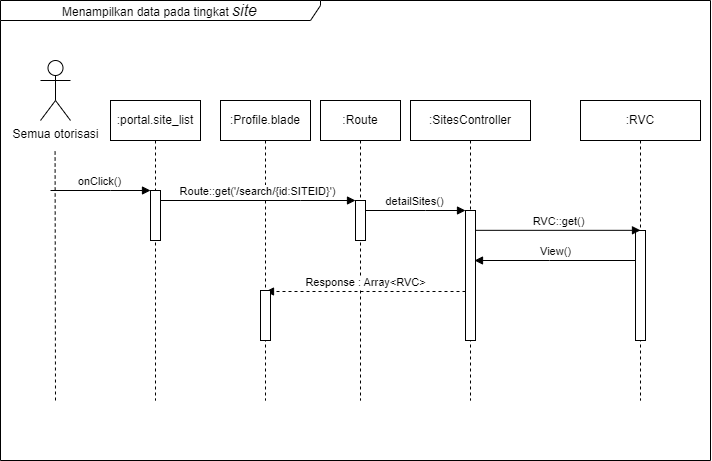 Menampilkan data pada tingkat site
Semua otorisasi
:portal.site_list
:Profile.blade
:Route
:SitesController
:RVC
onClick()
Route::get('/search/{id:SITEID}')
detailSites()
RVC::get()
View()
Response : Array<RVC>